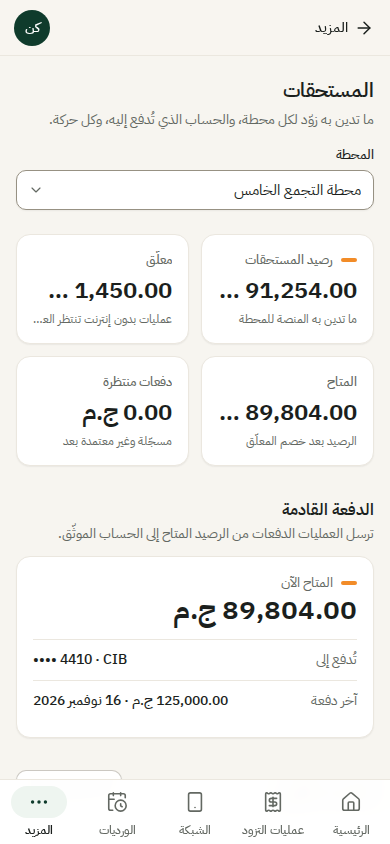 المزيد
كن
المستحقات
ما تدين به زوّد لكل محطة، والحساب الذي تُدفع إليه، وكل حركة.
المحطة
محطة التجمع الخامس
رصيد المستحقات
91,254.00 ...
ما تدين به المنصة للمحطة
معلّق
1,450.00 ...
عمليات بدون إنترنت تنتظر الع...
المتاح
89,804.00 ...
الرصيد بعد خصم المعلّق
دفعات منتظرة
0.00 ج.م
مسجّلة وغير معتمدة بعد
الدفعة القادمة
ترسل العمليات الدفعات من الرصيد المتاح إلى الحساب الموثّق.
المتاح الآن
89,804.00 ج.م
تُدفع إلى
CIB · 4410 ••••
آخر دفعة
125,000.00 ج.م · 16 نوفمبر 2026
الرئيسية
عمليات التزود
الشبكة
الورديات
المزيد